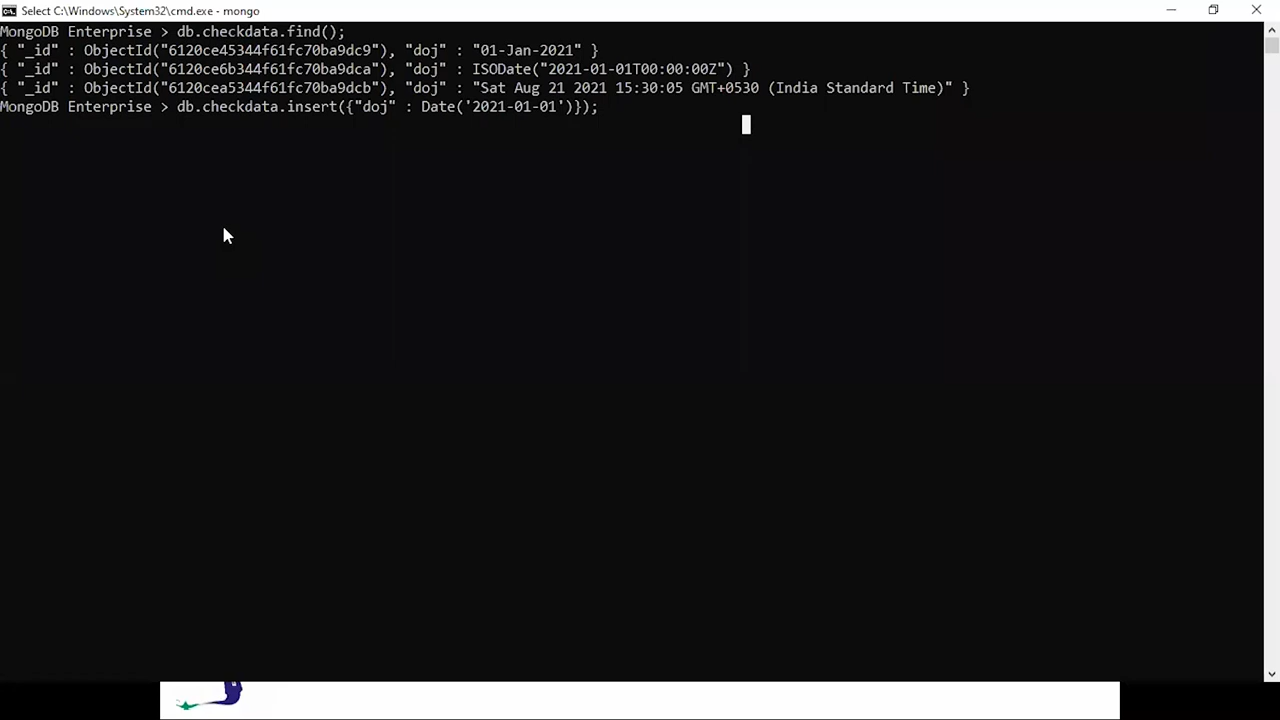 Select C:\Windows\System32\cmd.exe - mongo
MongoDB Enterprise > db.checkdata.find();
{ "_id" : ObjectId("6120ce45344f61fc70ba9dc9"), "doj" : "01-Jan-2021" }
{ "_id" : ObjectId("6120ce6b344f61fc70ba9dca"), "doj" : ISODate("2021-01-01T00:00:00Z") }
{ "_id" : ObjectId("6120cea5344f61fc70ba9dcb"), "doj" : "Sat Aug 21 2021 15:30:05 GMT+0530 (India Standard Time)" }
MongoDB Enterprise > db.checkdata.insert({"doj" : Date('2021-01-01')});